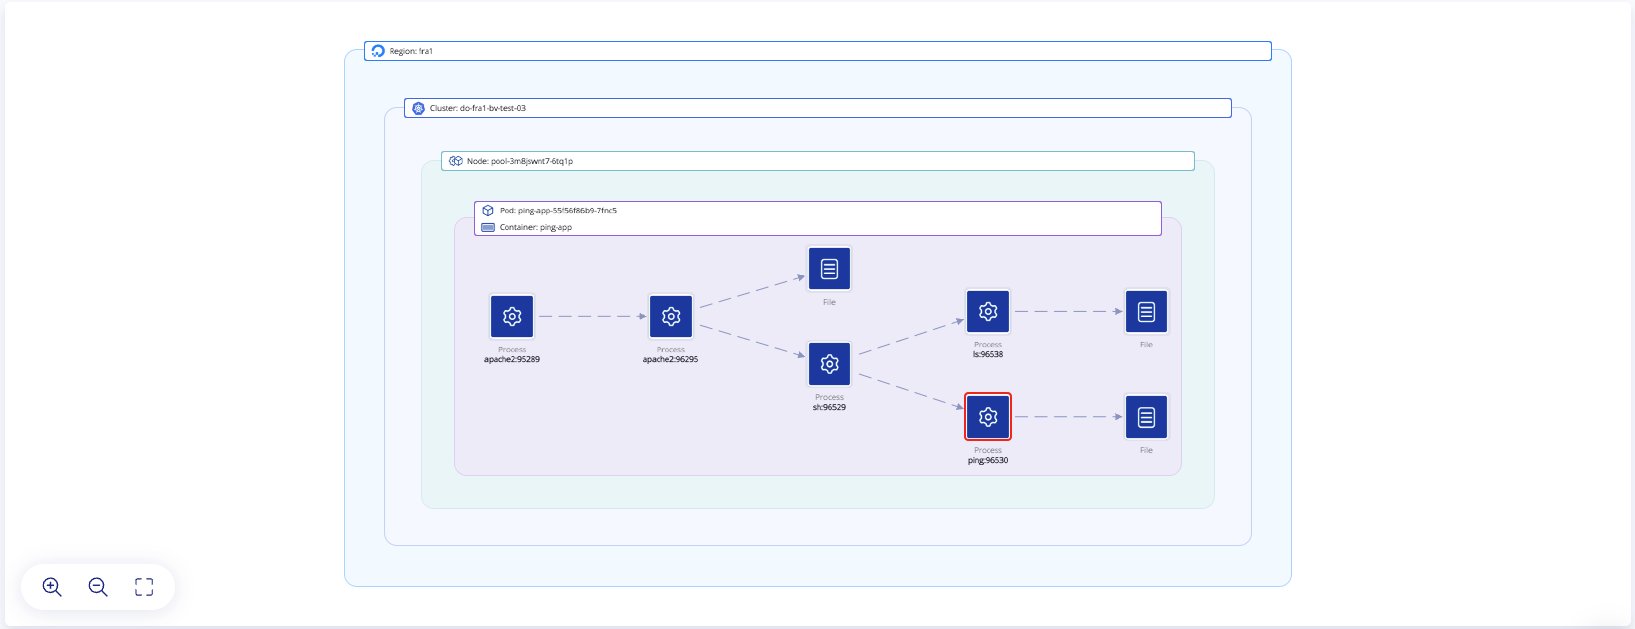 Region: fra1
Cluster: do-fra1-bv-test-03
Node: pool-3m8jswnt7-6tq1p
Pod: ping-app-55f56f86b9-7fnc5
Container: ping-app
File
Process
apache2:95289
Process
apache2:96295
Process
ls:96538
File
Process
sh:96529
Process
ping:96530
File